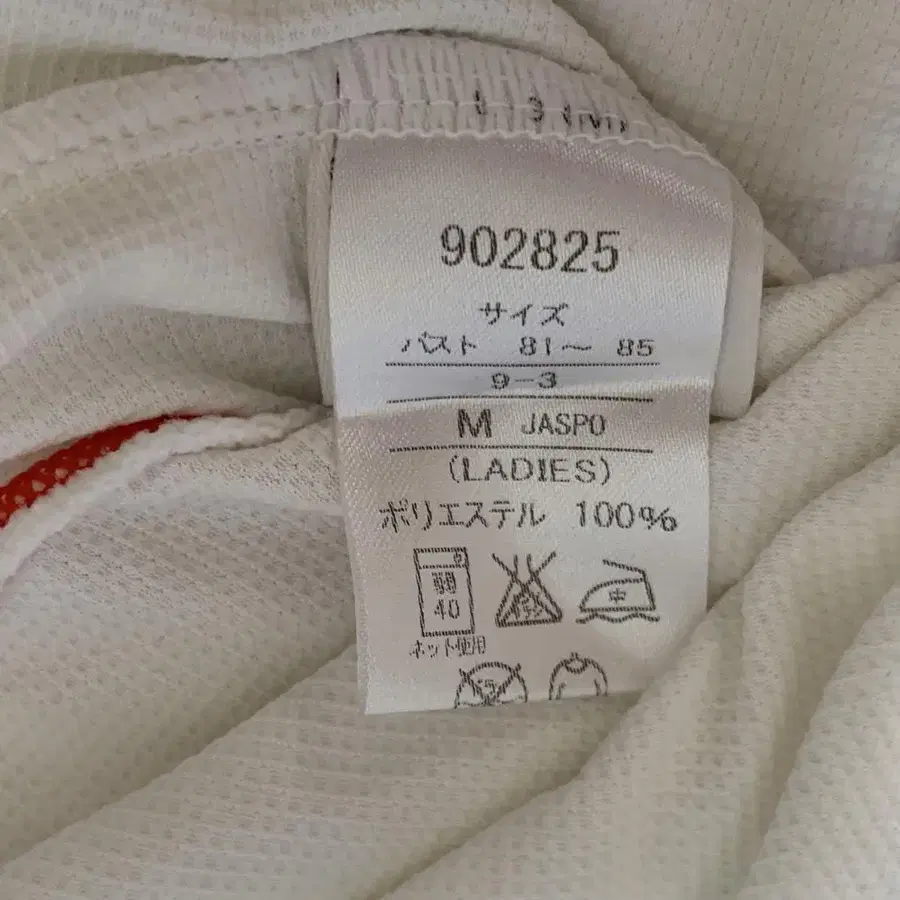 902825
サイズ
バスト 81～ 85
9-3
M JASPO
(LADIES)
ポリエステル 100%
弱
40
中
ネット使用